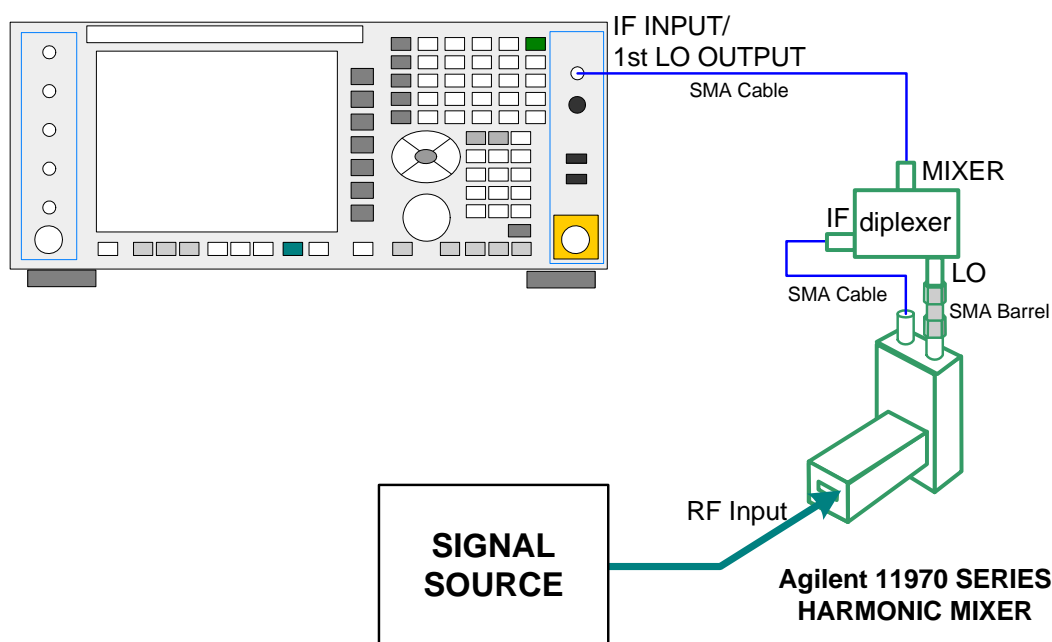 IF INPUT/
1st LO OUTPUT
SMA Cable
MIXER
IF
diplexer
LO
SMA Cable
SMA Barrel
RF Input
SIGNAL
SOURCE
Agilent 11970 SERIES
HARMONIC MIXER